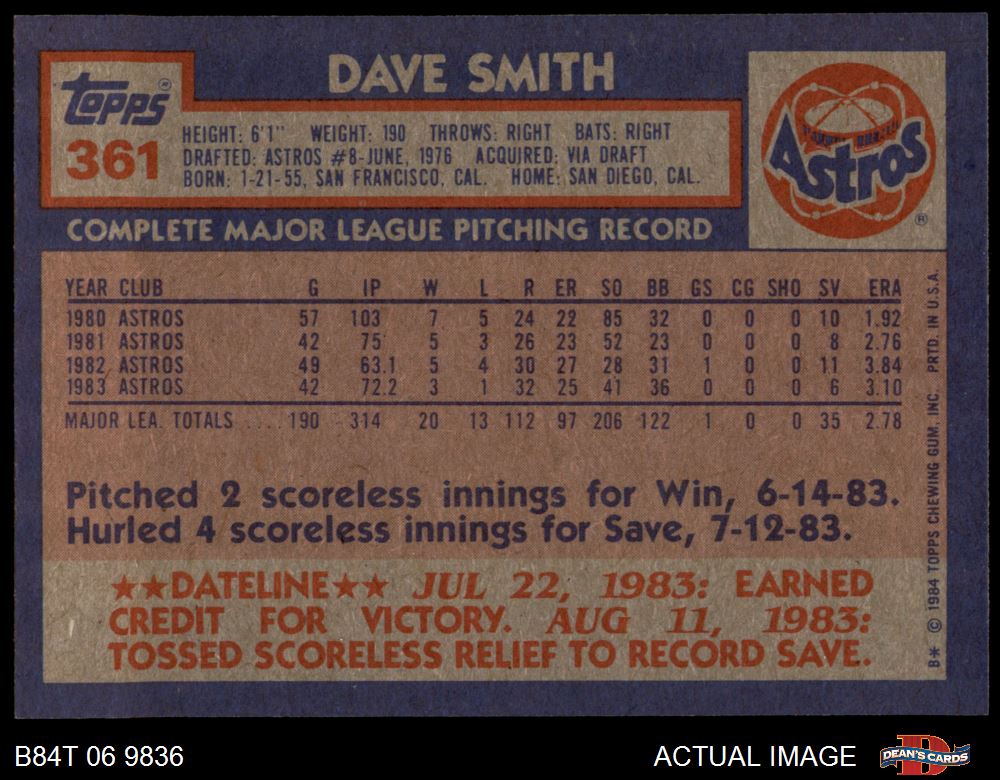 DAVE SMITH
topps®
361
HEIGHT: 6'1" WEIGHT: 190 THROWS: RIGHT BATS: RIGHT
DRAFTED: ASTROS #8-JUNE, 1976 ACQUIRED: VIA DRAFT
BORN: 1-21-55, SAN FRANCISCO, CAL. HOME: SAN DIEGO, CAL.
Astros
®
COMPLETE MAJOR LEAGUE PITCHING RECORD
YEAR CLUB G IP W L R ER SO BB GS CG SHO SV ERA
1980 ASTROS 57 103 7 5 24 22 85 32 0 0 0 10 1.92
1981 ASTROS 42 75 5 3 26 23 52 23 0 0 0 8 2.76
1982 ASTROS 49 63.1 5 4 30 27 28 31 1 0 0 11 3.84
1983 ASTROS 42 72.2 3 1 32 25 41 36 0 0 0 6 3.10
MAJOR LEA. TOTALS .... 190 314 20 13 112 97 206 122 1 0 0 35 2.78
Pitched 2 scoreless innings for Win, 6-14-83.
Hurled 4 scoreless innings for Save, 7-12-83.
★★DATELINE★★ JUL 22, 1983: EARNED
CREDIT FOR VICTORY. AUG 11, 1983:
TOSSED SCORELESS RELIEF TO RECORD SAVE.
B* © 1984 TOPPS CHEWING GUM, INC. PRTD. IN U.S.A.
B84T 06 9836
ACTUAL IMAGE
DEAN'S CARDS